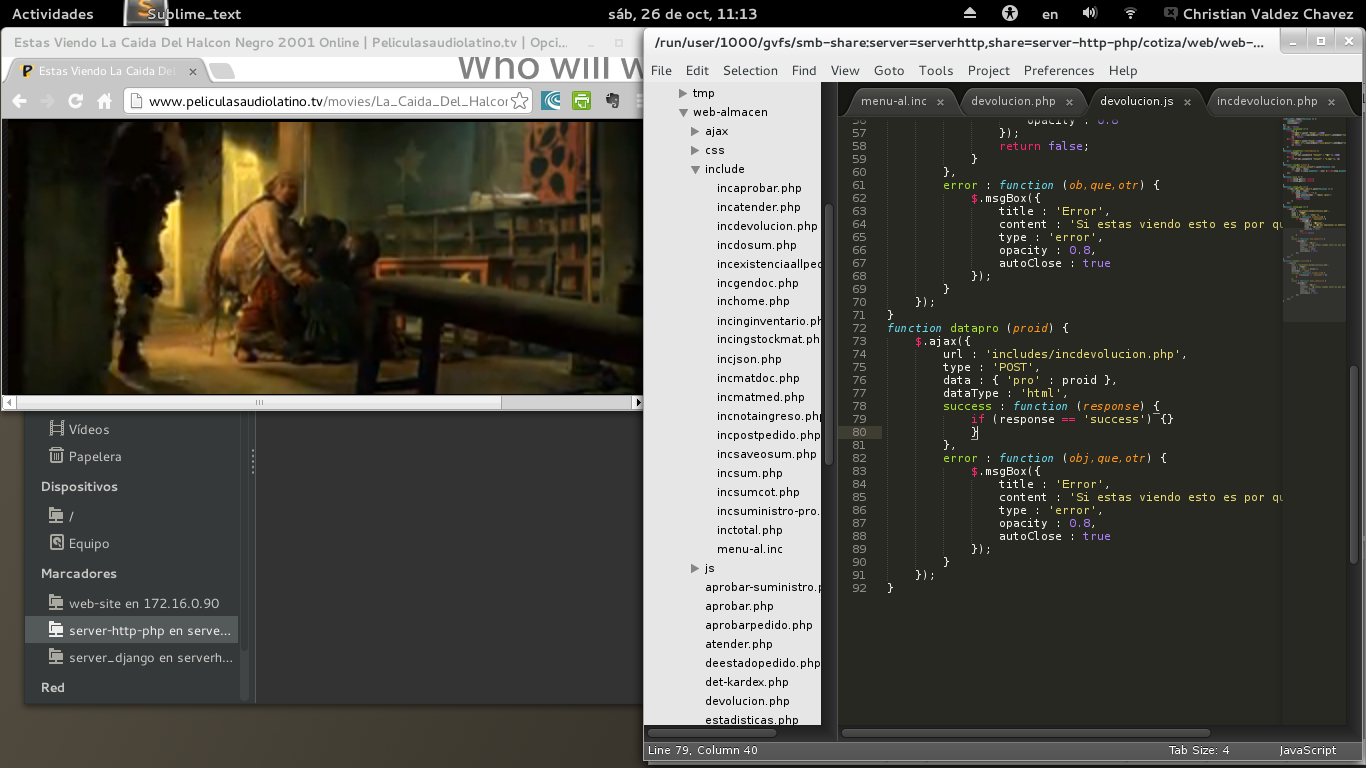 Actividades
Sublime_text
sáb, 26 de oct, 11:13
en
Christian Valdez Chavez
Estas Viendo La Caida Del Halcon Negro 2001 Online | Peliculasaudiolatino.tv | Opci...
Estas Viendo La Caida Del
Who will w
www.peliculasaudiolatino.tv/movies/La_Caida_Del_Halcor
Vídeos
Papelera
Dispositivos
/
Equipo
Marcadores
web-site en 172.16.0.90
server-http-php en serve...
server_django en serverh...
Red
/run/user/1000/gvfs/smb-share:server=serverhttp,share=server-http-php/cotiza/web/web-...
File Edit Selection Find View Goto Tools Project Preferences Help
tmp
web-almacen
ajax
css
include
incaprobar.php
incatender.php
incdevolucion.php
incdosum.php
incexistenciaallped
incgendoc.php
inchome.php
incinginventario.ph
incingstockmat.ph
incjson.php
incmatdoc.php
incmatmed.php
incnotaingreso.php
incpostpedido.php
incsaveosum.php
incsum.php
incsumcot.php
incsuministro-pro.
inctotal.php
menu-al.inc
js
aprobar-suministro.p
aprobar.php
aprobarpedido.php
atender.php
deestadopedido.php
det-kardex.php
devolucion.php
estadisticas.php
menu-al.inc
devolucion.php
devolucion.js
incdevolucion.php
56 opacity : 0.8
57 });
58 return false;
59 }
60 },
61 error : function (ob,que,otr) {
62 $.msgBox({
63 title : 'Error',
64 content : 'Si estas viendo esto es por qu
65 type : 'error',
66 opacity : 0.8,
67 autoClose : true
68 });
69 }
70 });
71 }
72 function datapro (proid) {
73 $.ajax({
74 url : 'includes/incdevolucion.php',
75 type : 'POST',
76 data : { 'pro' : proid },
77 dataType : 'html',
78 success : function (response) {
79 if (response == 'success') {}
80 }
81 },
82 error : function (obj,que,otr) {
83 $.msgBox({
84 title : 'Error',
85 content : 'Si estas viendo esto es por qu
86 type : 'error',
87 opacity : 0.8,
88 autoClose : true
89 });
90 }
91 });
92 }
Line 79, Column 40
Tab Size: 4
JavaScript